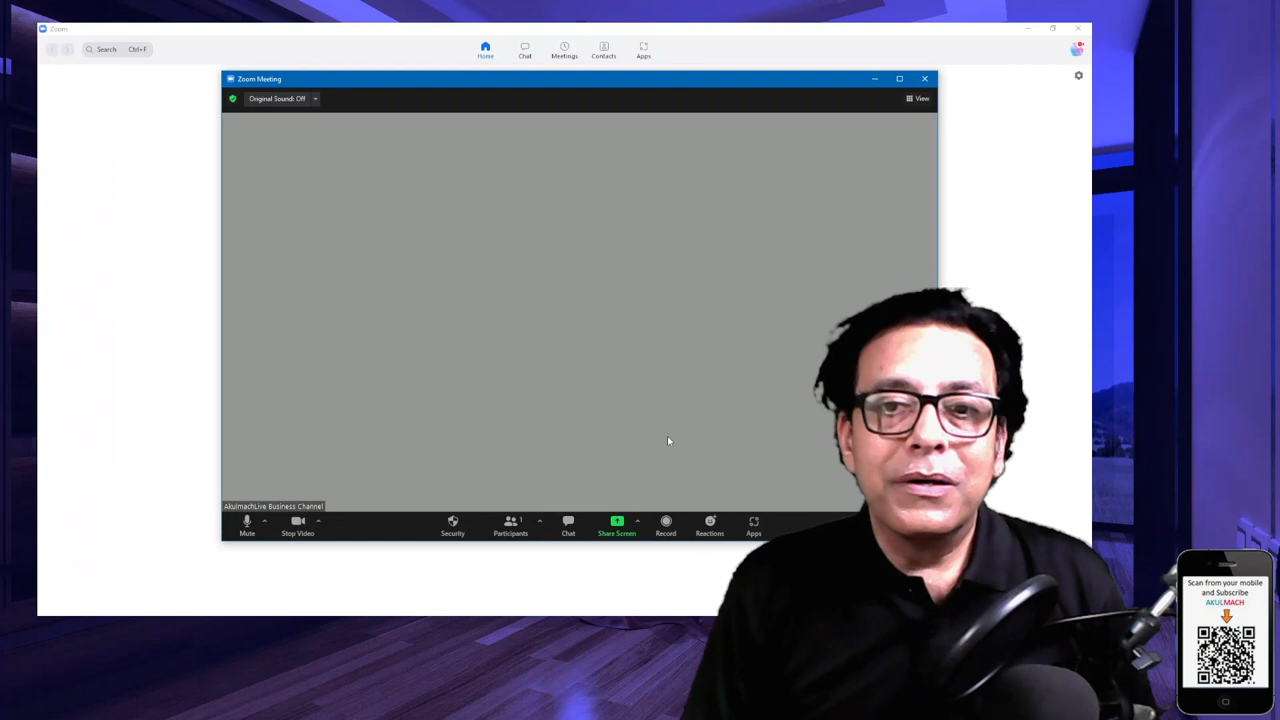 Zoom
Search Ctrl+F
Home Chat Meetings Contacts Apps
Zoom Meeting
Original Sound: Off
View
AkulmachLive Business Channel
Mute Stop Video Security Participants 1 Chat Share Screen Record Reactions Apps
Scan from your mobile
and Subscribe
AKULMACH